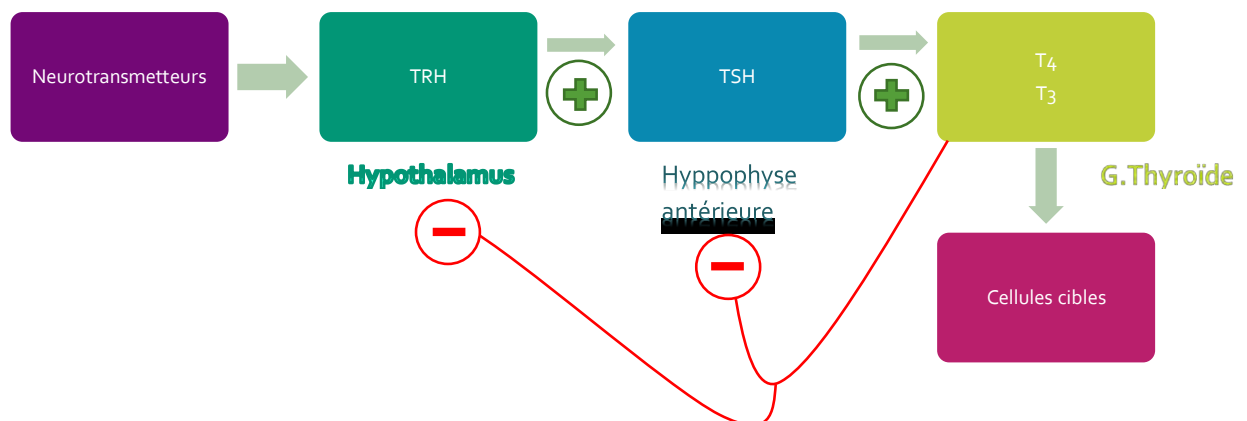 Neurotransmetteurs
TRH
TSH
T4
T3
Hypothalamus
Hyppophyse
antérieure
G.Thyroïde
Cellules cibles